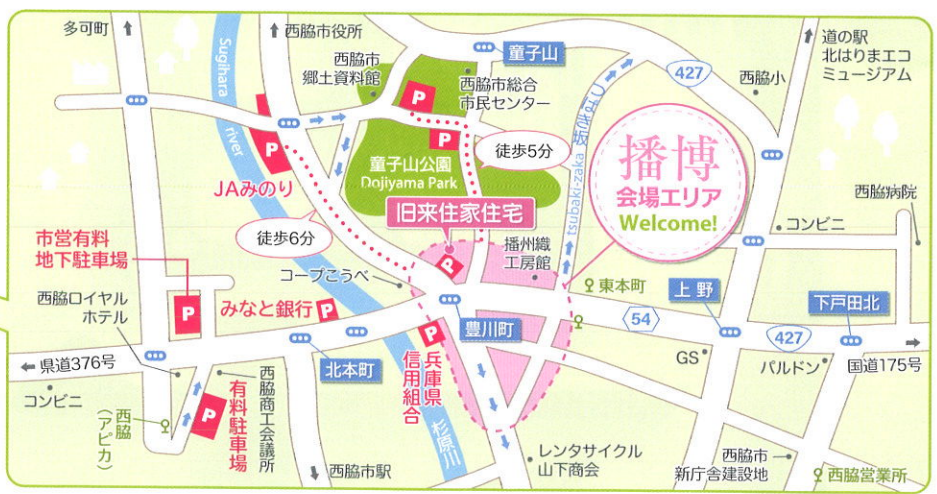 多可町
西脇市役所
Sugihara
river
西脇市
郷土資料館
童子山
西脇市総合
市民センター
427
西脇小
道の駅
北はりまエコ
ミュージアム
P
P
P
P
JAみのり
童子山公園
Dojiyama Park
徒歩5分
つばき坂
tsubaki-zaka
播博
会場エリア
Welcome!
西脇病院
コンビニ
旧来住家住宅
徒歩6分
P
播州織
工房館
市営有料
地下駐車場
コープこうべ
東本町
上野
下戸田北
西脇ロイヤル
ホテル
P
みなと銀行
P
P
豊川町
54
427
北本町
兵庫県
信用組合
GS
パルドン
国道175号
県道376号
コンビニ
西脇
(アピカ)
P
有料駐車場
西脇商工会議所
杉原川
西脇市駅
レンタサイクル
山下商会
西脇市
新庁舎建設地
西脇営業所